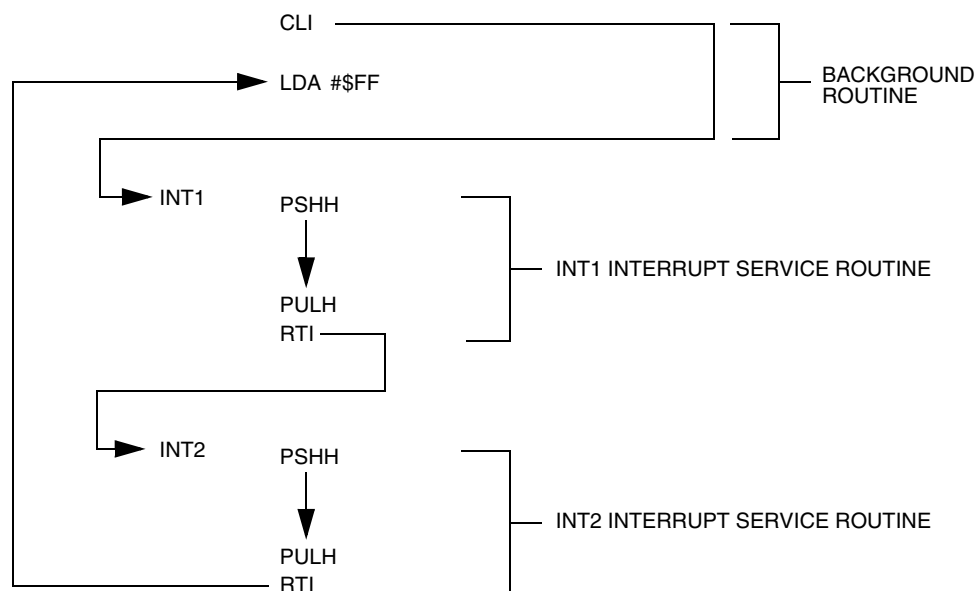 CLI
LDA #$FF
BACKGROUND
ROUTINE
INT1
PSHH
INT1 INTERRUPT SERVICE ROUTINE
PULH
RTI
INT2
PSHH
INT2 INTERRUPT SERVICE ROUTINE
PULH
RTI